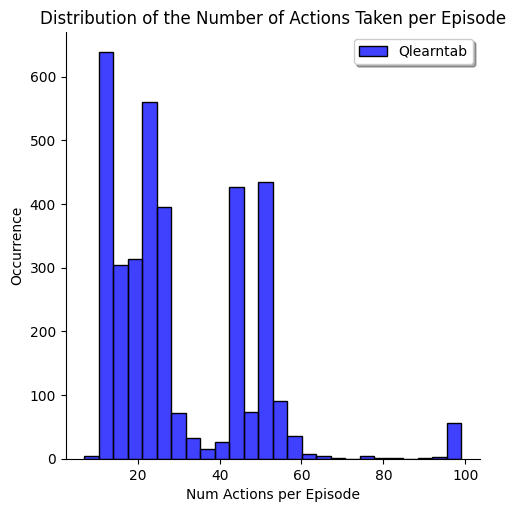 Distribution of the Number of Actions Taken per Episode
Qlearntab
600
500
400
300
200
100
0
Occurrence
20 40 60 80 100
Num Actions per Episode